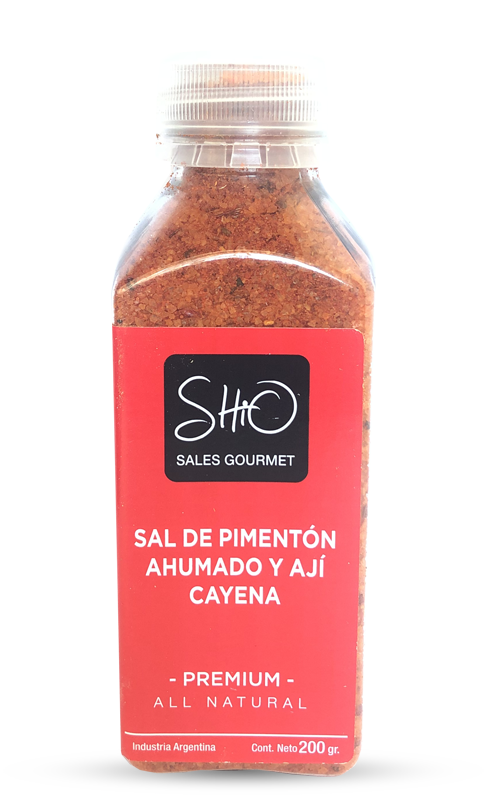 SHiO
SALES GOURMET
SAL DE PIMENTÓN
AHUMADO Y AJÍ
CAYENA
- PREMIUM -
ALL NATURAL
Industria Argentina Cont. Neto 200 gr.